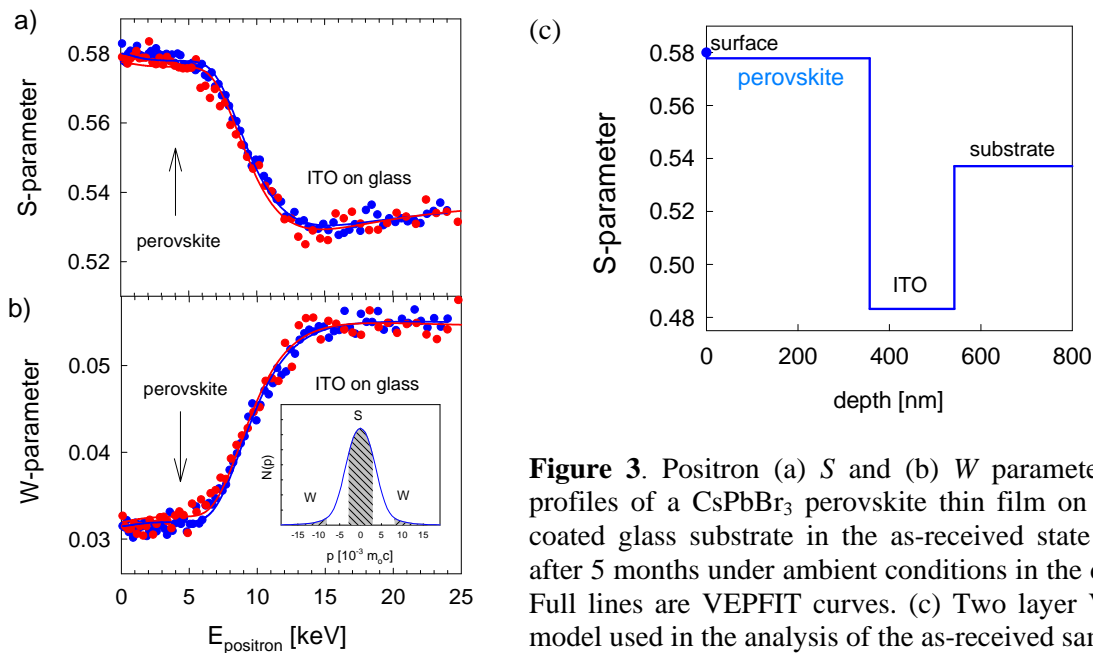 a)
0.58
0.56
0.54
0.52
S-parameter
perovskite
ITO on glass
b)
0.05
0.04
0.03
W-parameter
perovskite
ITO on glass
S
W
W
N(p)
-15 -10 -5 0 5 10 15
p [10-3 moc]
0 5 10 15 20 25
Epositron [keV]
(c)
0.58
0.56
0.54
0.52
0.50
0.48
S-parameter
surface
perovskite
substrate
ITO
0 200 400 600 800
depth [nm]
Figure 3. Positron (a) S and (b) W paramete
profiles of a CsPbBr3 perovskite thin film on
coated glass substrate in the as-received state
after 5 months under ambient conditions in the
Full lines are VEPFIT curves. (c) Two layer
model used in the analysis of the as-received